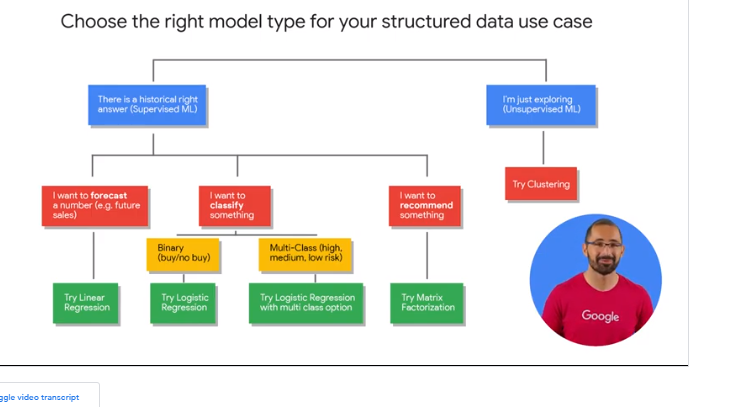 Choose the right model type for your structured data use case
There is a historical right
answer (Supervised ML)
I'm just exploring
(Unsupervised ML)
I want to forecast
a number (e.g. future
sales)
I want to
classify
something
I want to
recommend
something
Try Clustering
Binary
(buy/no buy)
Multi-Class (high,
medium, low risk)
Try Linear
Regression
Try Logistic
Regression
Try Logistic Regression
with multi class option
Try Matrix
Factorization
Google
ggle video transcript